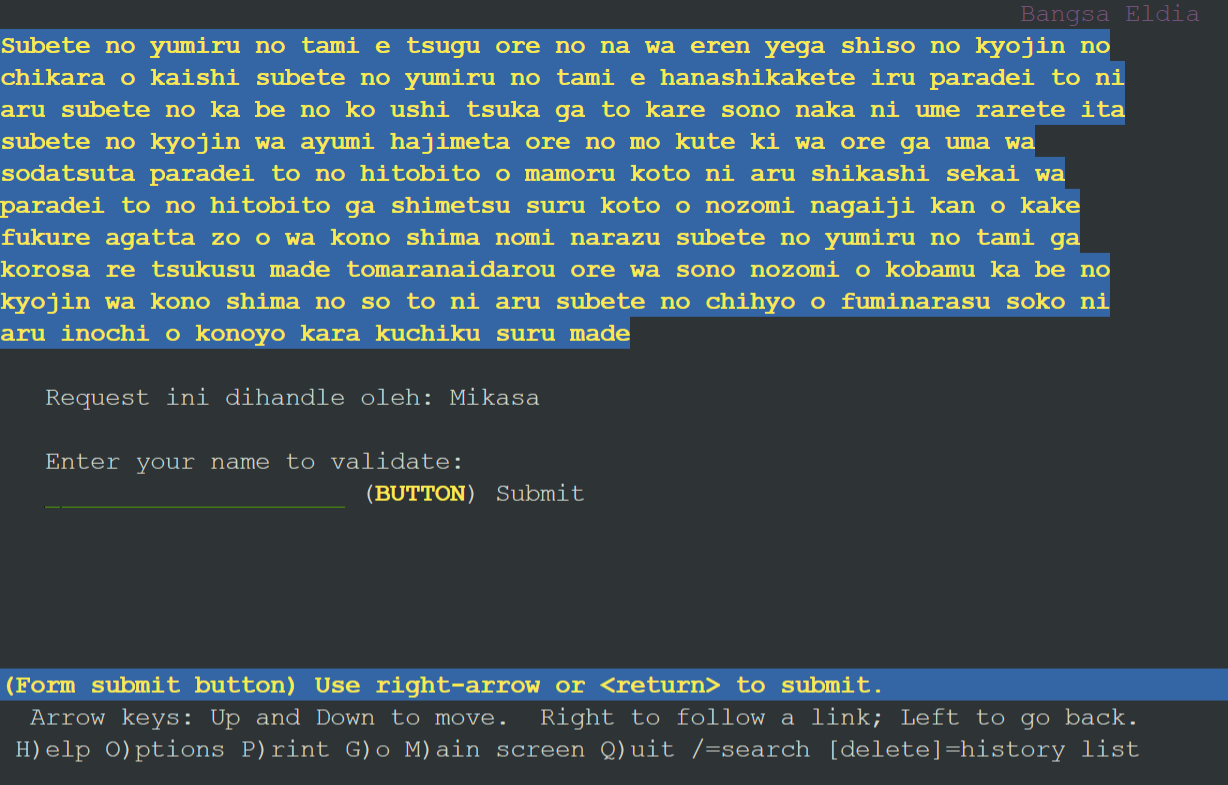 Bangsa Eldia
Subete no yumiru no tami e tsugu ore no na wa eren yega shiso no kyojin no
chikara o kaishi subete no yumiru no tami e hanashikakete iru paradei to ni
aru subete no ka be no ko ushi tsuka ga to kare sono naka ni ume rarete ita
subete no kyojin wa ayumi hajimeta ore no mo kute ki wa ore ga uma wa
sodatsuta paradei to no hitobito o mamoru koto ni aru shikashi sekai wa
paradei to no hitobito ga shimetsu suru koto o nozomi nagaiji kan o kake
fukure agatta zo o wa kono shima nomi narazu subete no yumiru no tami ga
korosa re tsukusu made tomaranaidarou ore wa sono nozomi o kobamu ka be no
kyojin wa kono shima no so to ni aru subete no chihyo o fuminarasu soko ni
aru inochi o konoyo kara kuchiku suru made
Request ini dihandle oleh: Mikasa
Enter your name to validate:
____________________ (BUTTON) Submit
(Form submit button) Use right-arrow or <return> to submit.
Arrow keys: Up and Down to move. Right to follow a link; Left to go back.
H)elp O)ptions P)rint G)o M)ain screen Q)uit /=search [delete]=history list